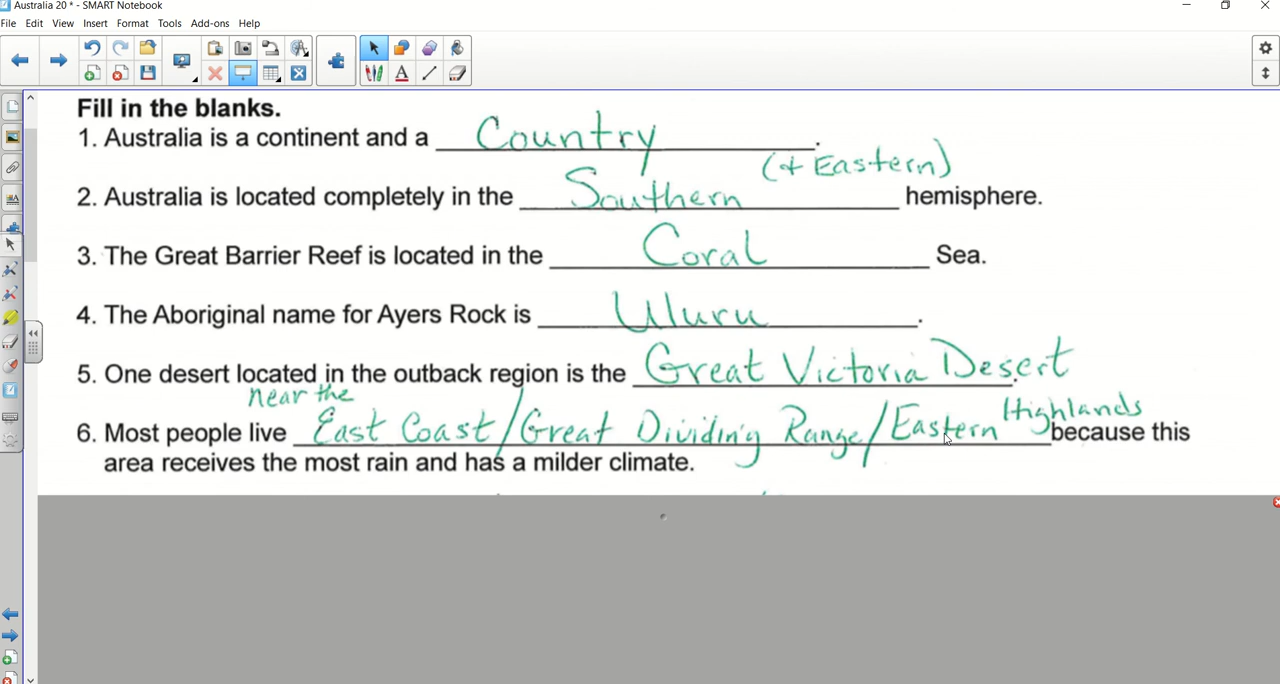 Australia 20 * - SMART Notebook
File Edit View Insert Format Tools Add-ons Help
Fill in the blanks.
1. Australia is a continent and a Country.
(+ Eastern)
2. Australia is located completely in the Southern hemisphere.
3. The Great Barrier Reef is located in the Coral Sea.
4. The Aboriginal name for Ayers Rock is Uluru.
5. One desert located in the outback region is the Great Victoria Desert.
near the
6. Most people live East Coast/Great Dividing Range/Eastern Highlands because this
area receives the most rain and has a milder climate.